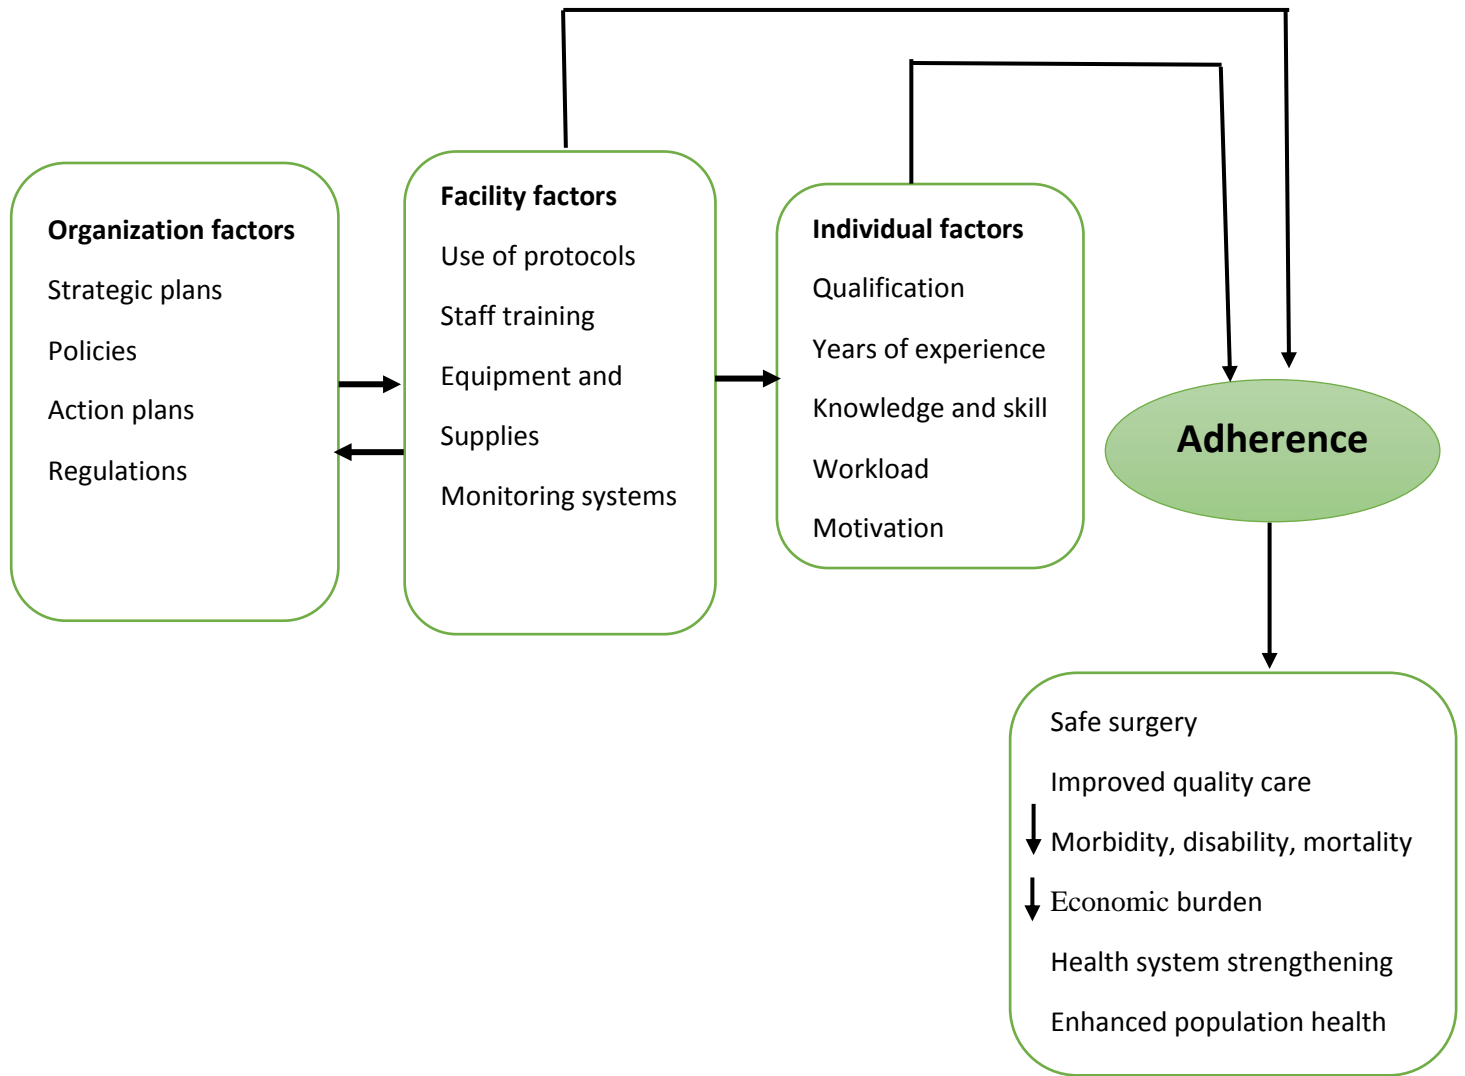 Organization factors
Strategic plans
Policies
Action plans
Regulations
Facility factors
Use of protocols
Staff training
Equipment and
Supplies
Monitoring systems
Individual factors
Qualification
Years of experience
Knowledge and skill
Workload
Motivation
Adherence
Safe surgery
Improved quality care
Morbidity, disability, mortality
Economic burden
Health system strengthening
Enhanced population health